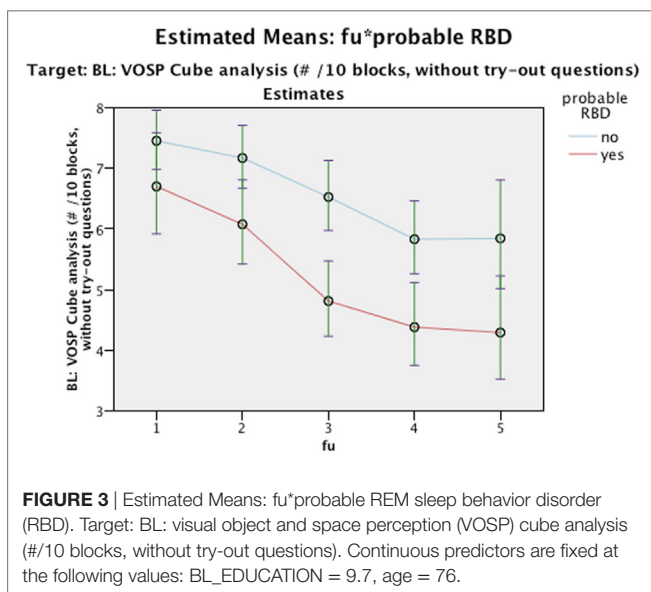 Estimated Means: fu*probable RBD
Target: BL: VOSP Cube analysis (# /10 blocks, without try-out questions)
Estimates
probable
RBD
no
yes
BL: VOSP Cube analysis (# /10 blocks,
without try-out questions)
8
7
6
5
4
3
1 2 3 4 5
fu
FIGURE 3 | Estimated Means: fu*probable REM sleep behavior disorder
(RBD). Target: BL: visual object and space perception (VOSP) cube analysis
(#/10 blocks, without try-out questions). Continuous predictors are fixed at
the following values: BL_EDUCATION = 9.7, age = 76.